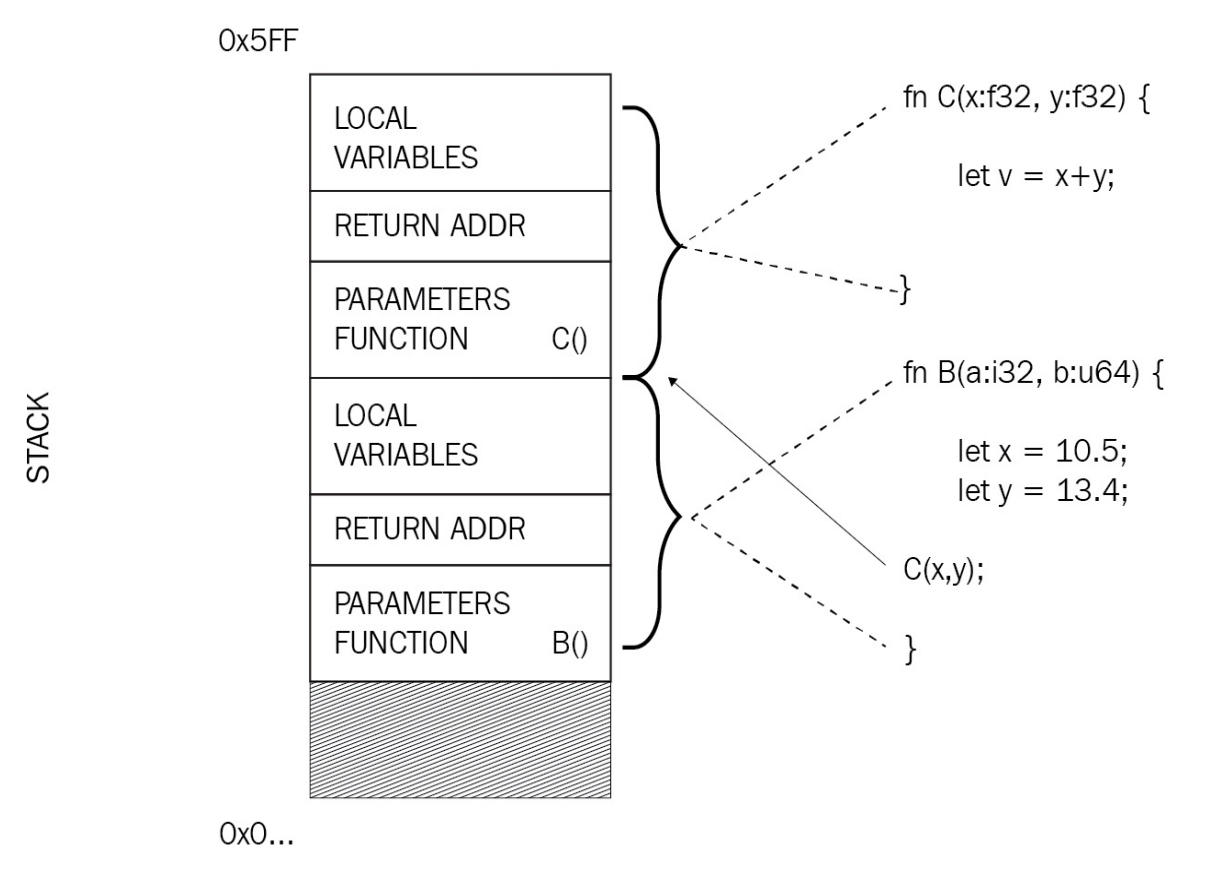 0x5FF
LOCAL
VARIABLES
RETURN ADDR
PARAMETERS
FUNCTION C()
LOCAL
VARIABLES
RETURN ADDR
PARAMETERS
FUNCTION B()
0x0...
STACK
fn C(x:f32, y:f32) {
let v = x+y;
}
fn B(a:i32, b:u64) {
let x = 10.5;
let y = 13.4;
C(x,y);
}